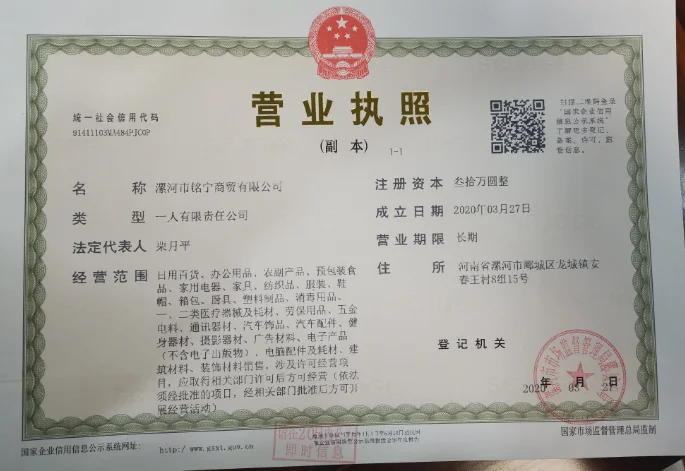 统一社会信用代码
91411103MA484PJC0P
营业执照
(副 本) 1-1
扫描二维码登录
"国家企业信用
信息公示系统"
了解更多登记、
备案、许可、监
管信息。
名 称 漯河市铭宁商贸有限公司
类 型 一人有限责任公司
法定代表人 柴月平
经营范围 日用百货、办公用品、农副产品、预包装食
品、家用电器、家具、纺织品、服装、鞋
帽、箱包、厨具、塑料制品、消毒用品、
一、二类医疗器械及耗材、劳保用品、五金
电料、通讯器材、汽车饰品、汽车配件、健
身器材、摄影器材、广告材料、电子产品
(不含电子出版物)、电脑配件及耗材、建
筑材料、装饰材料销售。涉及许可经营项
目,应取得相关部门许可后方可经营(依法
须经批准的项目,经相关部门批准后方可开
展经营活动)
注册资本 叁拾万圆整
成立日期 2020年03月27日
营业期限 长期
住 所 河南省漯河市郾城区龙城镇安
春王村8组15号
登记机关
2020 年 03 月 27 日
国家企业信用信息公示系统网址: http://www.gsxt.gov.cn
即时信息
国家市场监督管理总局监制